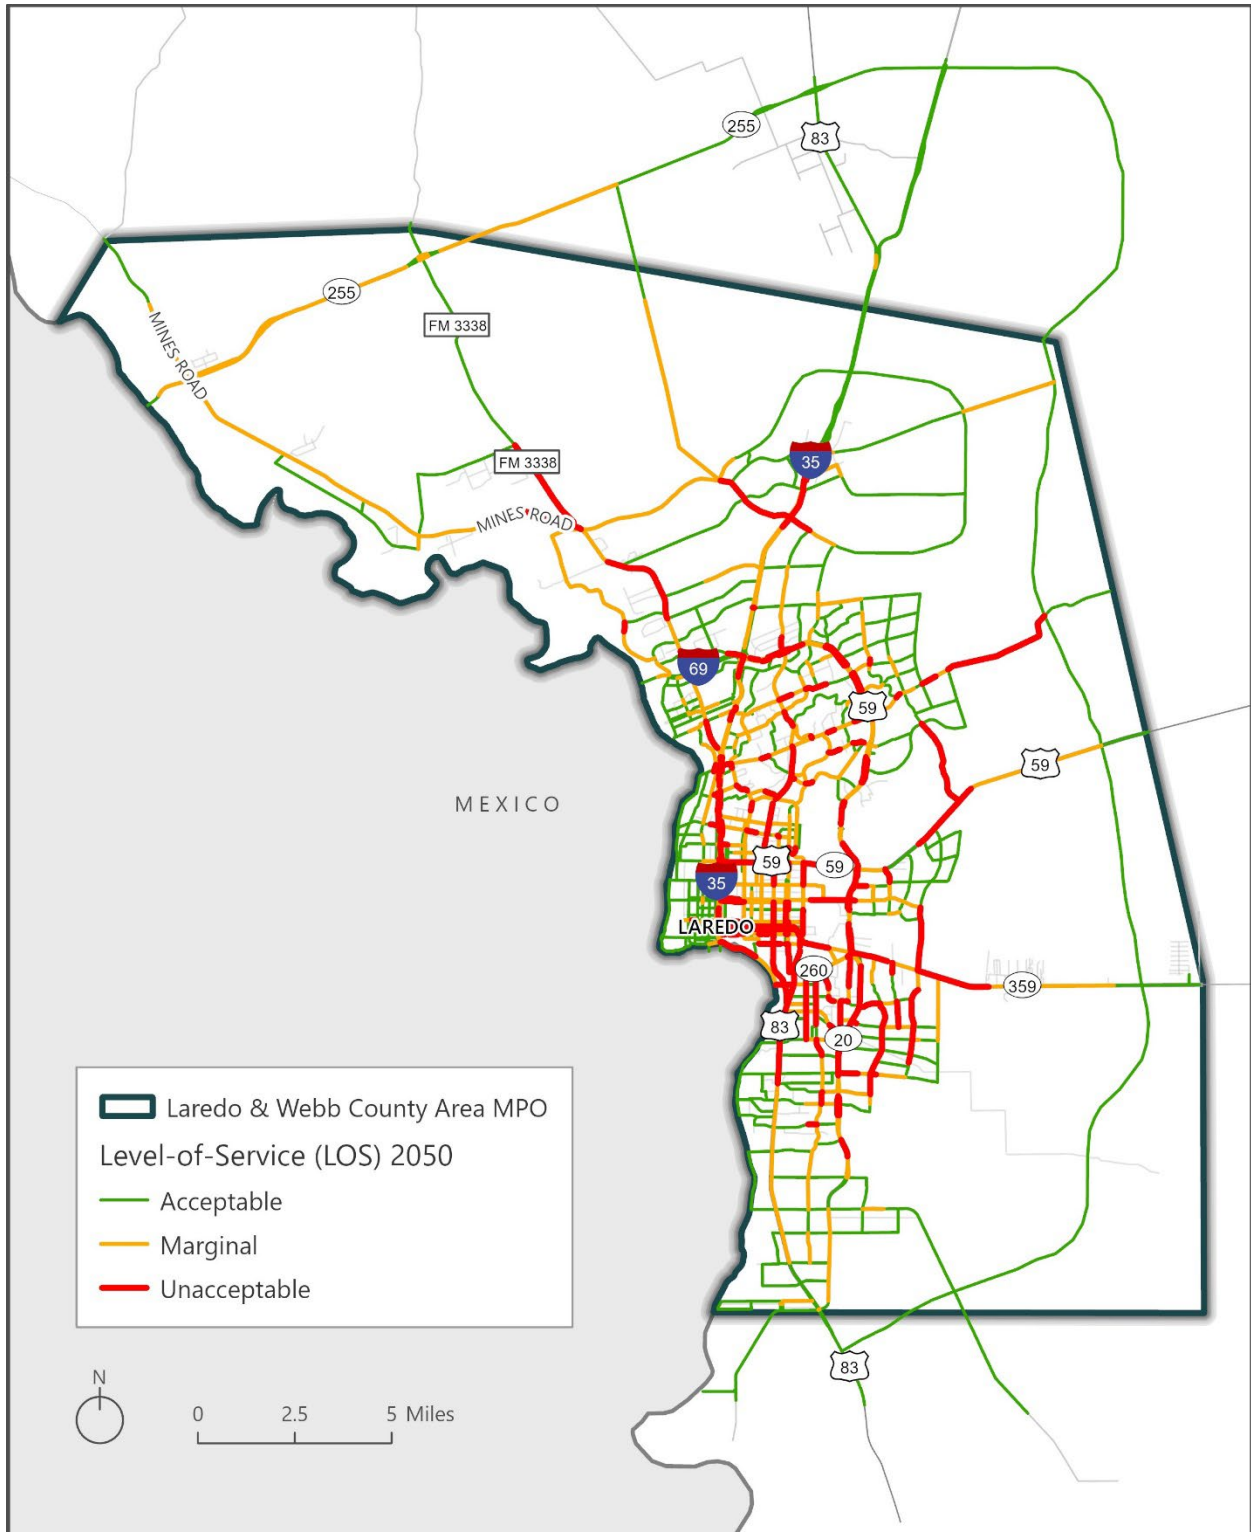 255
83
255
MINES ROAD
FM 3338
35
FM 3338
MINES ROAD
69
59
59
MEXICO
59
59
35
LAREDO
260
359
83
20
Laredo & Webb County Area MPO
Level-of-Service (LOS) 2050
Acceptable
Marginal
Unacceptable
83
N
0 2.5 5 Miles